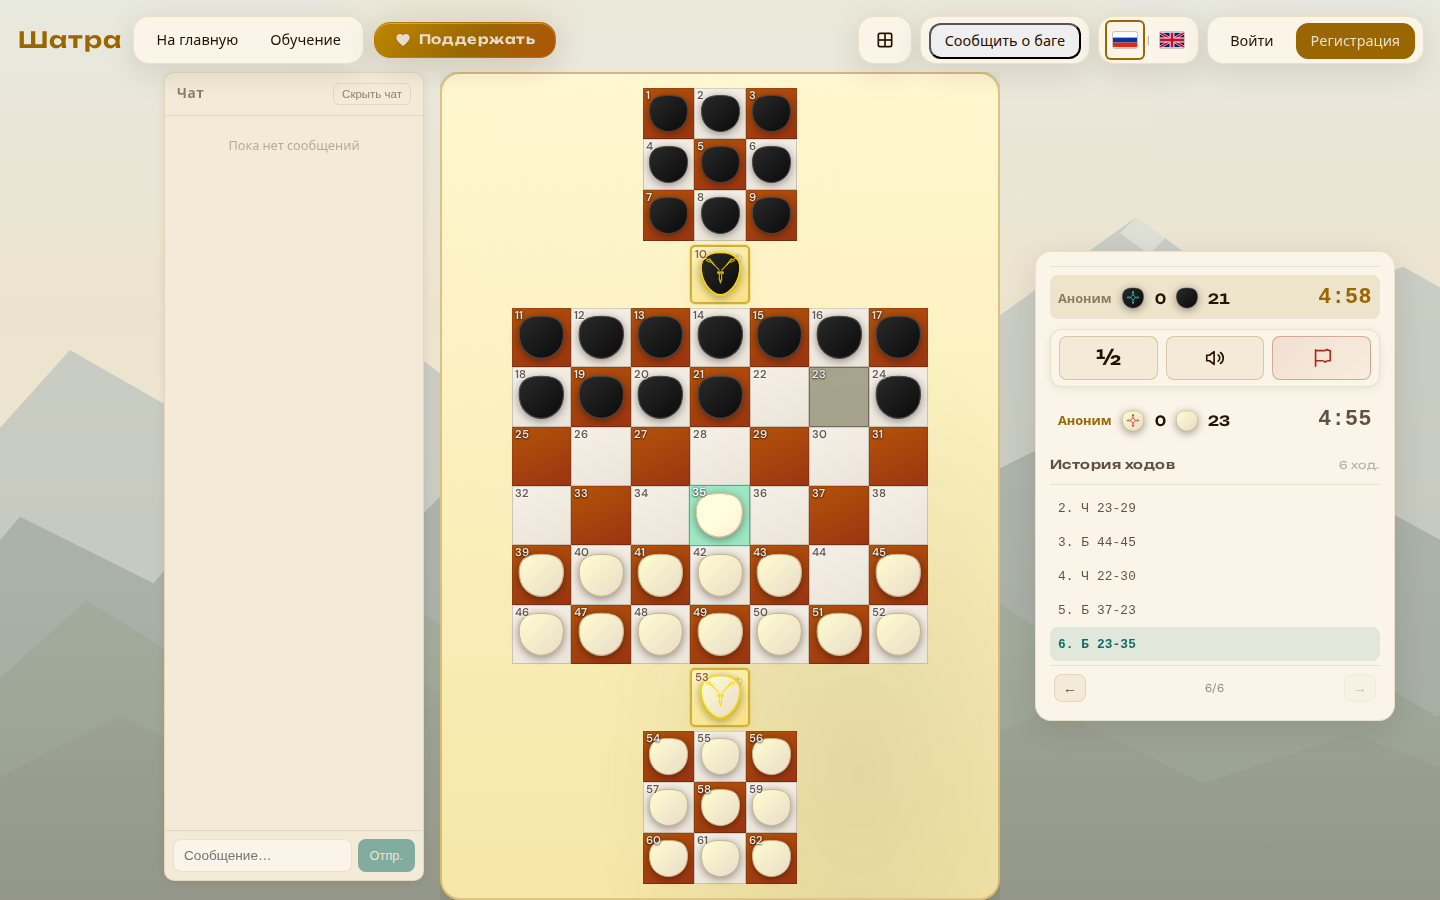 Шатра
На главную
Обучение
Поддержать
Сообщить о баге
Войти
Регистрация
Чат
Скрыть чат
Пока нет сообщений
Сообщение...
Отпр.
1 2 3
4 5 6
7 8 9
10
11 12 13 14 15 16 17
18 19 20 21 22 23 24
25 26 27 28 29 30 31
32 33 34 35 36 37 38
39 40 41 42 43 44 45
46 47 48 49 50 51 52
53
54 55 56
57 58 59
60 61 62
Аноним 0 21 4:58
½
Аноним 0 23 4:55
История ходов 6 ход.
2. Ч 23-29
3. Б 44-45
4. Ч 22-30
5. Б 37-23
6. Б 23-35
← 6/6 →